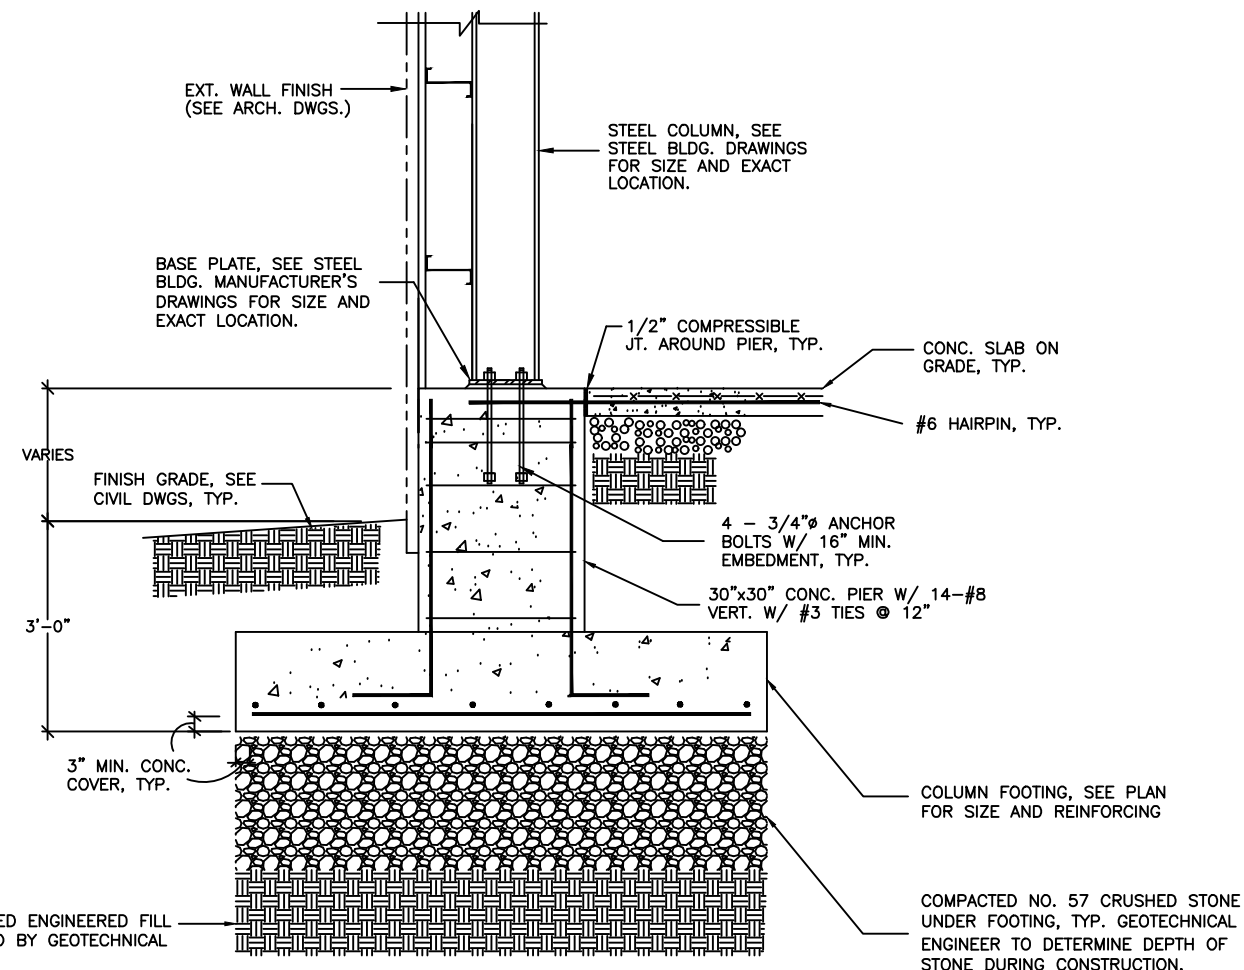 EXT. WALL FINISH
(SEE ARCH. DWGS.)
STEEL COLUMN, SEE
STEEL BLDG. DRAWINGS
FOR SIZE AND EXACT
LOCATION.
BASE PLATE, SEE STEEL
BLDG. MANUFACTURER'S
DRAWINGS FOR SIZE AND
EXACT LOCATION.
1/2" COMPRESSIBLE
JT. AROUND PIER, TYP.
CONC. SLAB ON
GRADE, TYP.
#6 HAIRPIN, TYP.
VARIES
FINISH GRADE, SEE
CIVIL DWGS, TYP.
4 - 3/4"ø ANCHOR
BOLTS W/ 16" MIN.
EMBEDMENT, TYP.
30"x30" CONC. PIER W/ 14-#8
VERT. W/ #3 TIES @ 12"
3'-0"
3" MIN. CONC.
COVER, TYP.
COLUMN FOOTING, SEE PLAN
FOR SIZE AND REINFORCING
COMPACTED NO. 57 CRUSHED STONE
UNDER FOOTING, TYP. GEOTECHNICAL
ENGINEER TO DETERMINE DEPTH OF
STONE DURING CONSTRUCTION.
ENGINEERED FILL
BY GEOTECHNICAL